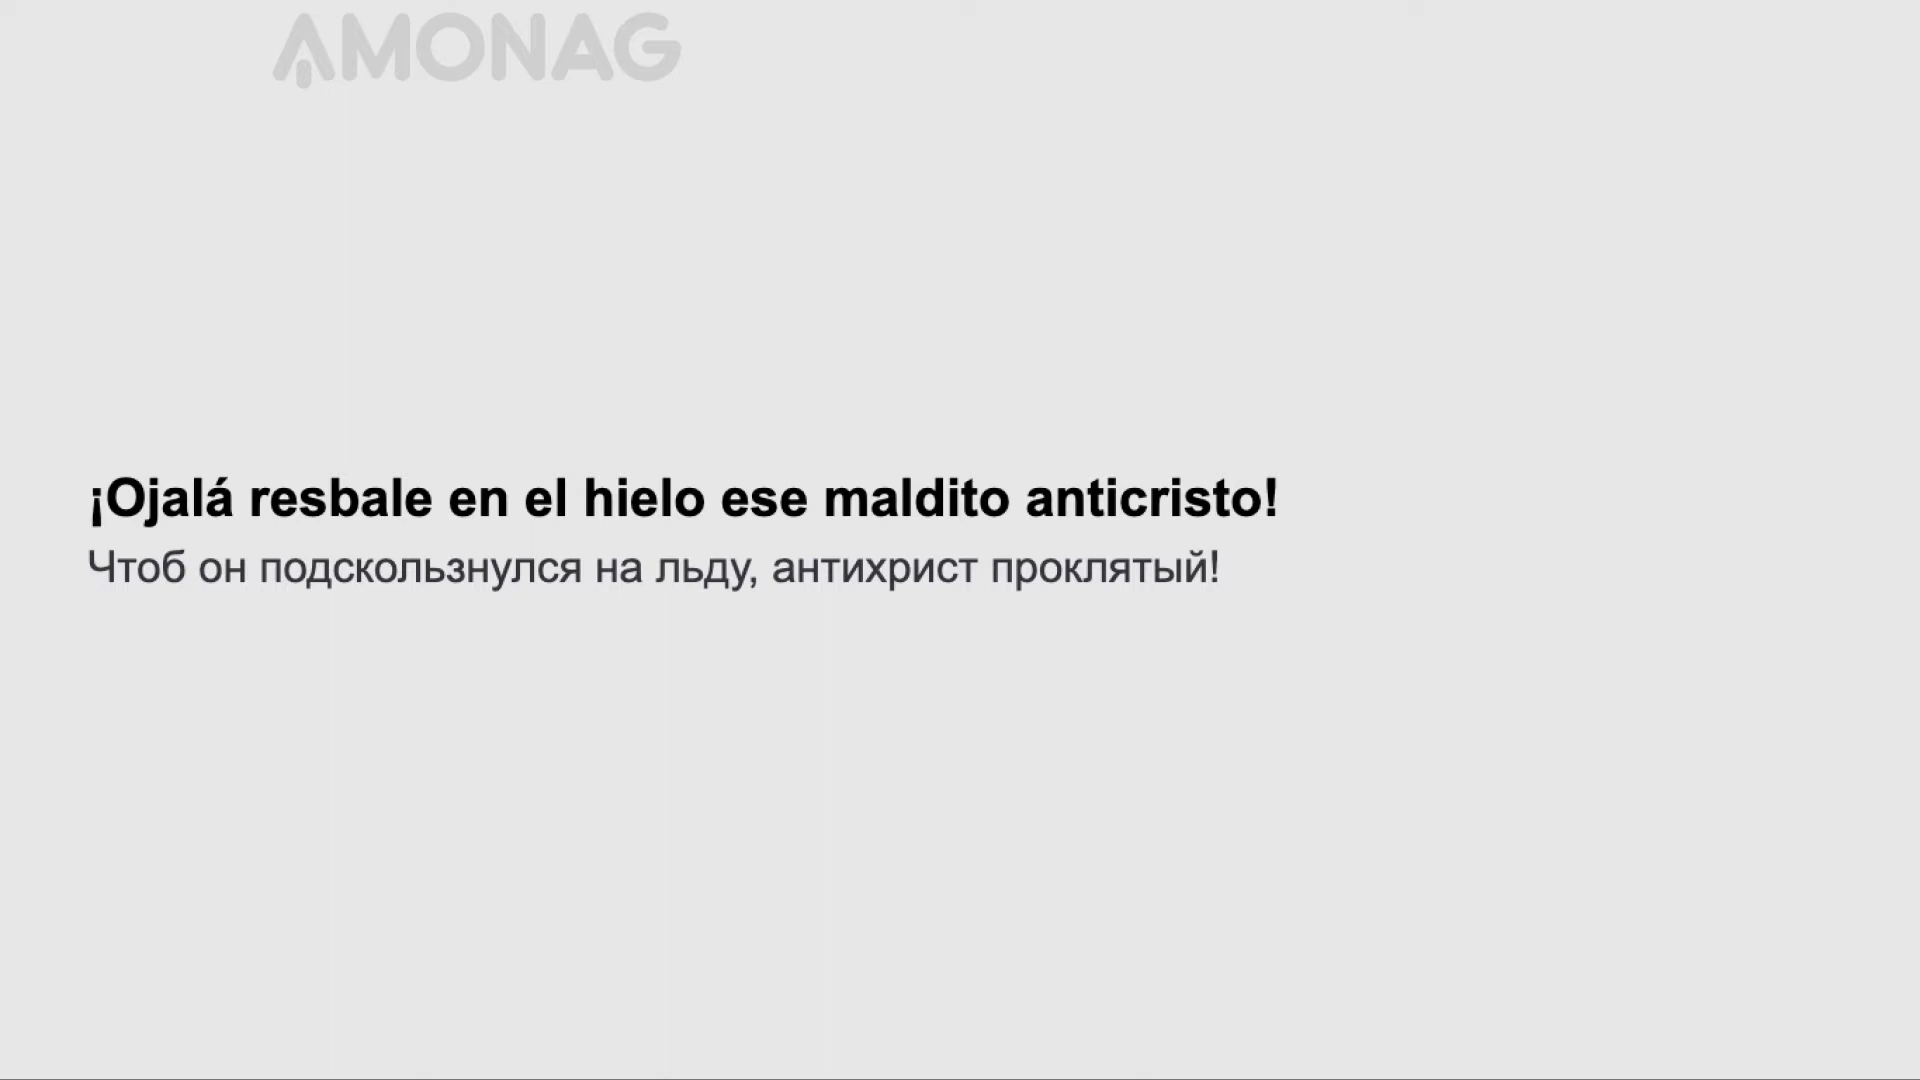 AMONAG
¡Ojalá resbale en el hielo ese maldito anticristo!
Чтоб он подскользнулся на льду, антихрист проклятый!